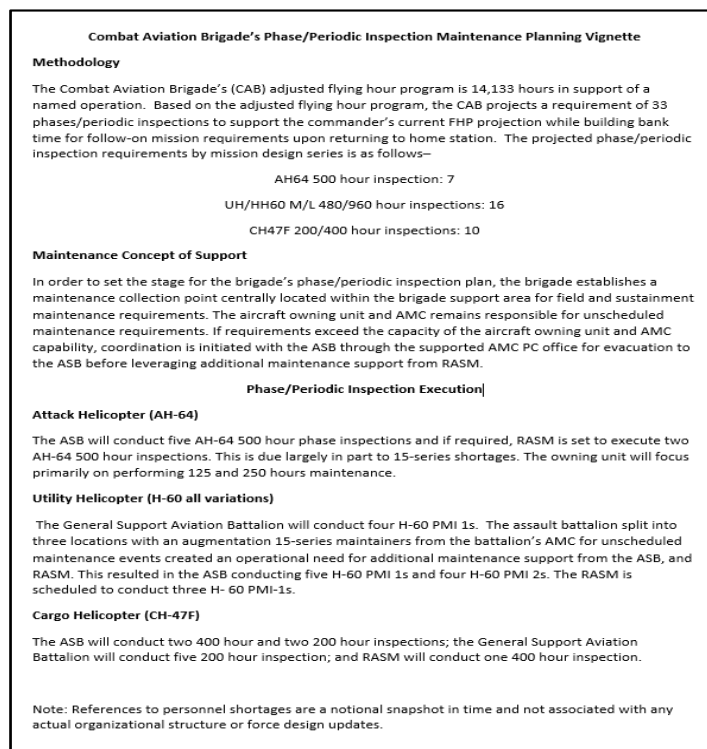 Combat Aviation Brigade's Phase/Periodic Inspection Maintenance Planning Vignette
Methodology
The Combat Aviation Brigade's (CAB) adjusted flying hour program is 14,133 hours in support of a
named operation. Based on the adjusted flying hour program, the CAB projects a requirement of 33
phases/periodic inspections to support the commander's current FHP projection while building bank
time for follow-on mission requirements upon returning to home station. The projected phase/periodic
inspection requirements by mission design series is as follows–
AH64 500 hour inspection: 7
UH/HH60 M/L 480/960 hour inspections: 16
CH47F 200/400 hour inspections: 10
Maintenance Concept of Support
In order to set the stage for the brigade's phase/periodic inspection plan, the brigade establishes a
maintenance collection point centrally located within the brigade support area for field and sustainment
maintenance requirements. The aircraft owning unit and AMC remains responsible for unscheduled
maintenance requirements. If requirements exceed the capacity of the aircraft owning unit and AMC
capability, coordination is initiated with the ASB through the supported AMC PC office for evacuation to
the ASB before leveraging additional maintenance support from RASM.
Phase/Periodic Inspection Execution
Attack Helicopter (AH-64)
The ASB will conduct five AH-64 500 hour phase inspections and if required, RASM is set to execute two
AH-64 500 hour inspections. This is due largely in part to 15-series shortages. The owning unit will focus
primarily on performing 125 and 250 hours maintenance.
Utility Helicopter (H-60 all variations)
The General Support Aviation Battalion will conduct four H-60 PMI 1s. The assault battalion split into
three locations with an augmentation 15-series maintainers from the battalion's AMC for unscheduled
maintenance events created an operational need for additional maintenance support from the ASB, and
RASM. This resulted in the ASB conducting five H-60 PMI 1s and four H-60 PMI 2s. The RASM is
scheduled to conduct three H- 60 PMI-1s.
Cargo Helicopter (CH-47F)
The ASB will conduct two 400 hour and two 200 hour inspections; the General Support Aviation
Battalion will conduct five 200 hour inspection; and RASM will conduct one 400 hour inspection.
Note: References to personnel shortages are a notional snapshot in time and not associated with any
actual organizational structure or force design updates.